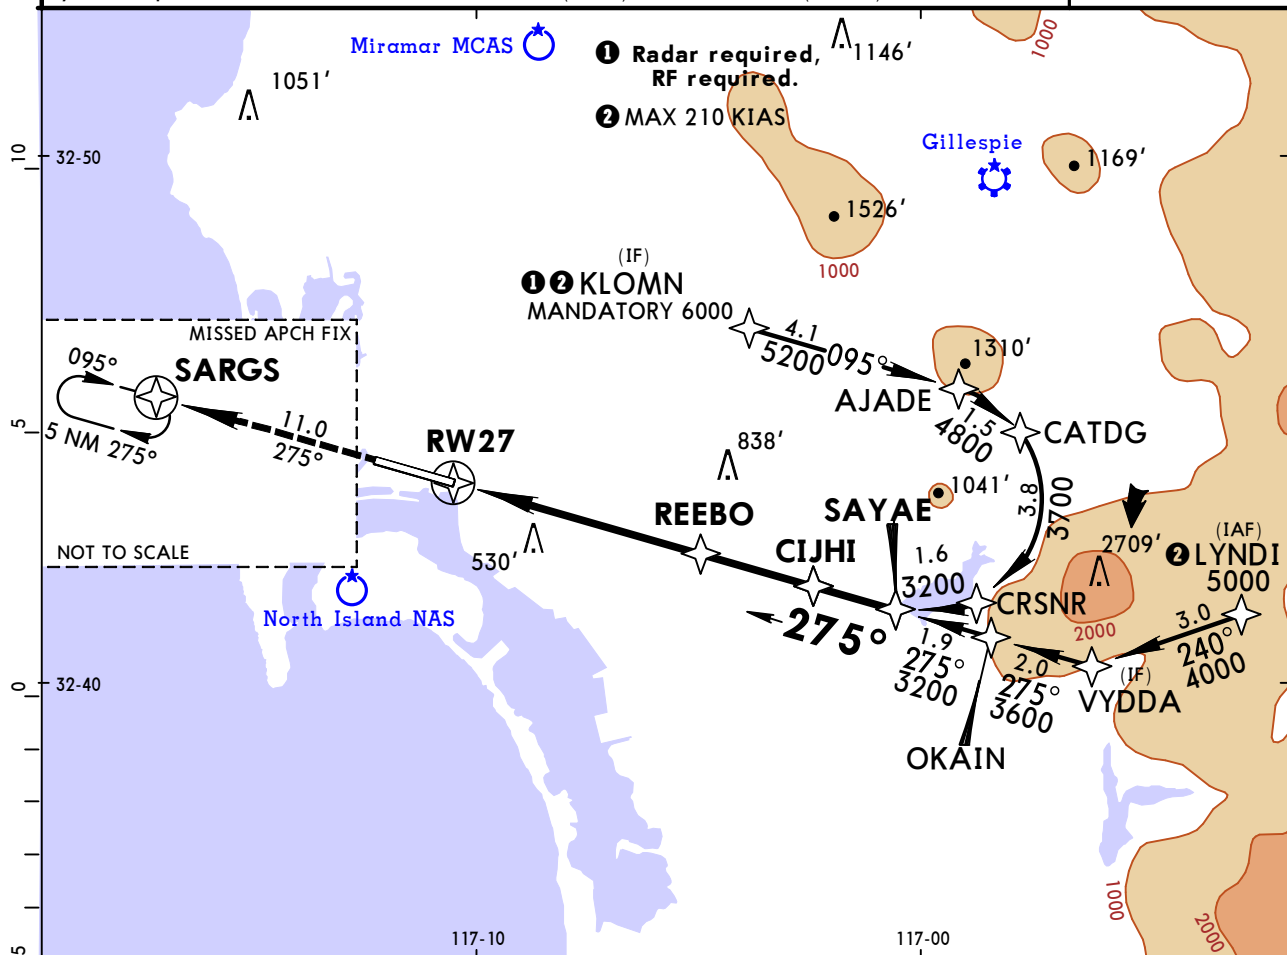 Miramar MCAS
❶ Radar required,
RF required.
❷ MAX 210 KIAS
1146'
1000
1051'
10
32-50
Gillespie
1169'
1526'
1000
(IF)
❶❷ KLOMN
MANDATORY 6000
4.1
5200
095°
1310'
AJADE
1.5
4800
CATDG
MISSED APCH FIX
095°
SARGS
5 NM 275°
11.0
275°
NOT TO SCALE
5
RW27
838'
1041'
3.8
3700
REEBO
SAYAE
530'
CIJHI
1.6
3200
2709'
(IAF)
❷ LYNDI
5000
CRSNR
2000
3.0
240°
4000
North Island NAS
275°
1.9
275°
3200
2.0
275°
3600
(IF)
VYDDA
OKAIN
0
32-40
1000
2000
5
117-10
117-00